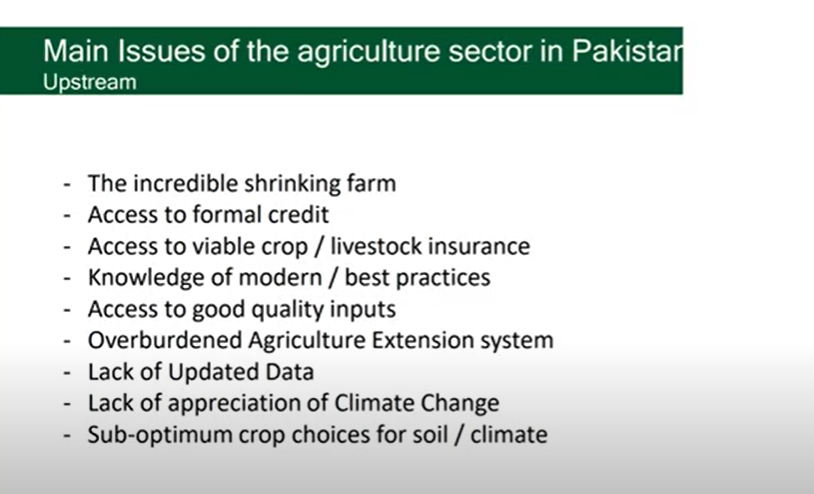 Main Issues of the agriculture sector in Pakistan
Upstream
- The incredible shrinking farm
- Access to formal credit
- Access to viable crop / livestock insurance
- Knowledge of modern / best practices
- Access to good quality inputs
- Overburdened Agriculture Extension system
- Lack of Updated Data
- Lack of appreciation of Climate Change
- Sub-optimum crop choices for soil / climate